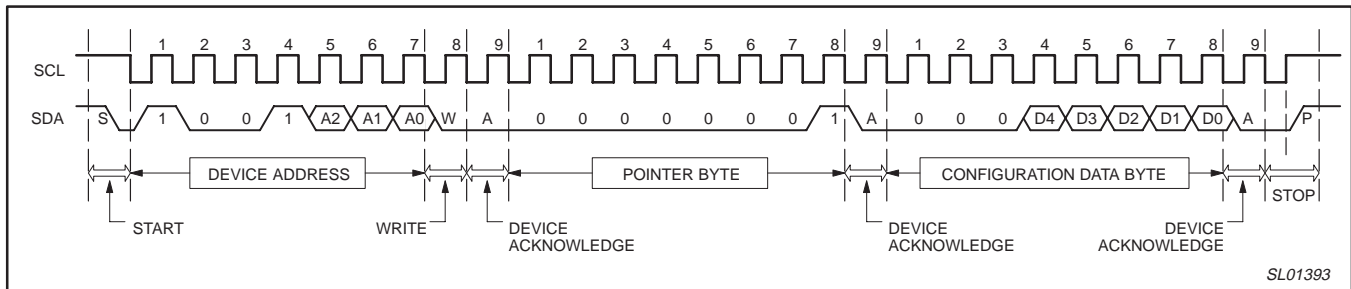 1 2 3 4 5 6 7 8 9 1 2 3 4 5 6 7 8 9 1 2 3 4 5 6 7 8 9
SCL
SDA S 1 0 0 1 A2 A1 A0 W A 0 0 0 0 0 0 0 1 A 0 0 0 D4 D3 D2 D1 D0 A P
DEVICE ADDRESS POINTER BYTE CONFIGURATION DATA BYTE
STOP
START WRITE DEVICE ACKNOWLEDGE DEVICE ACKNOWLEDGE DEVICE ACKNOWLEDGE
SL01393